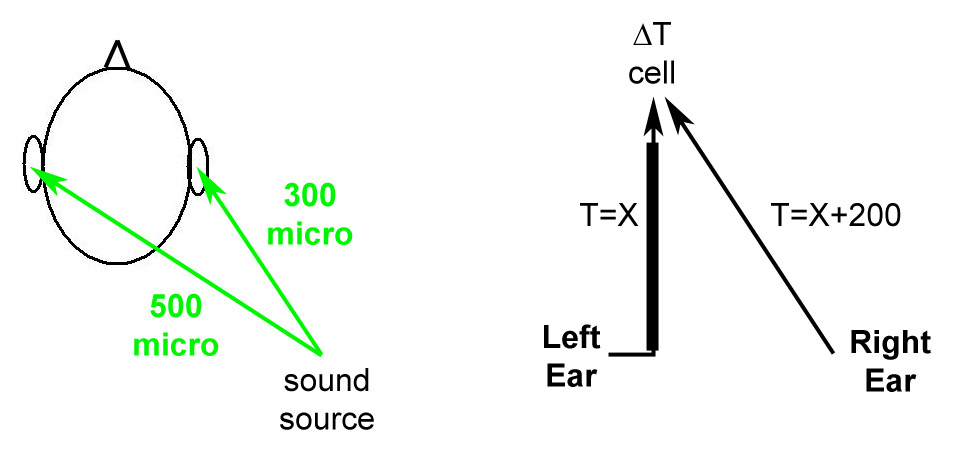 300
micro
500
micro
sound
source
ΔT
cell
T=X
T=X+200
Left
Ear
Right
Ear